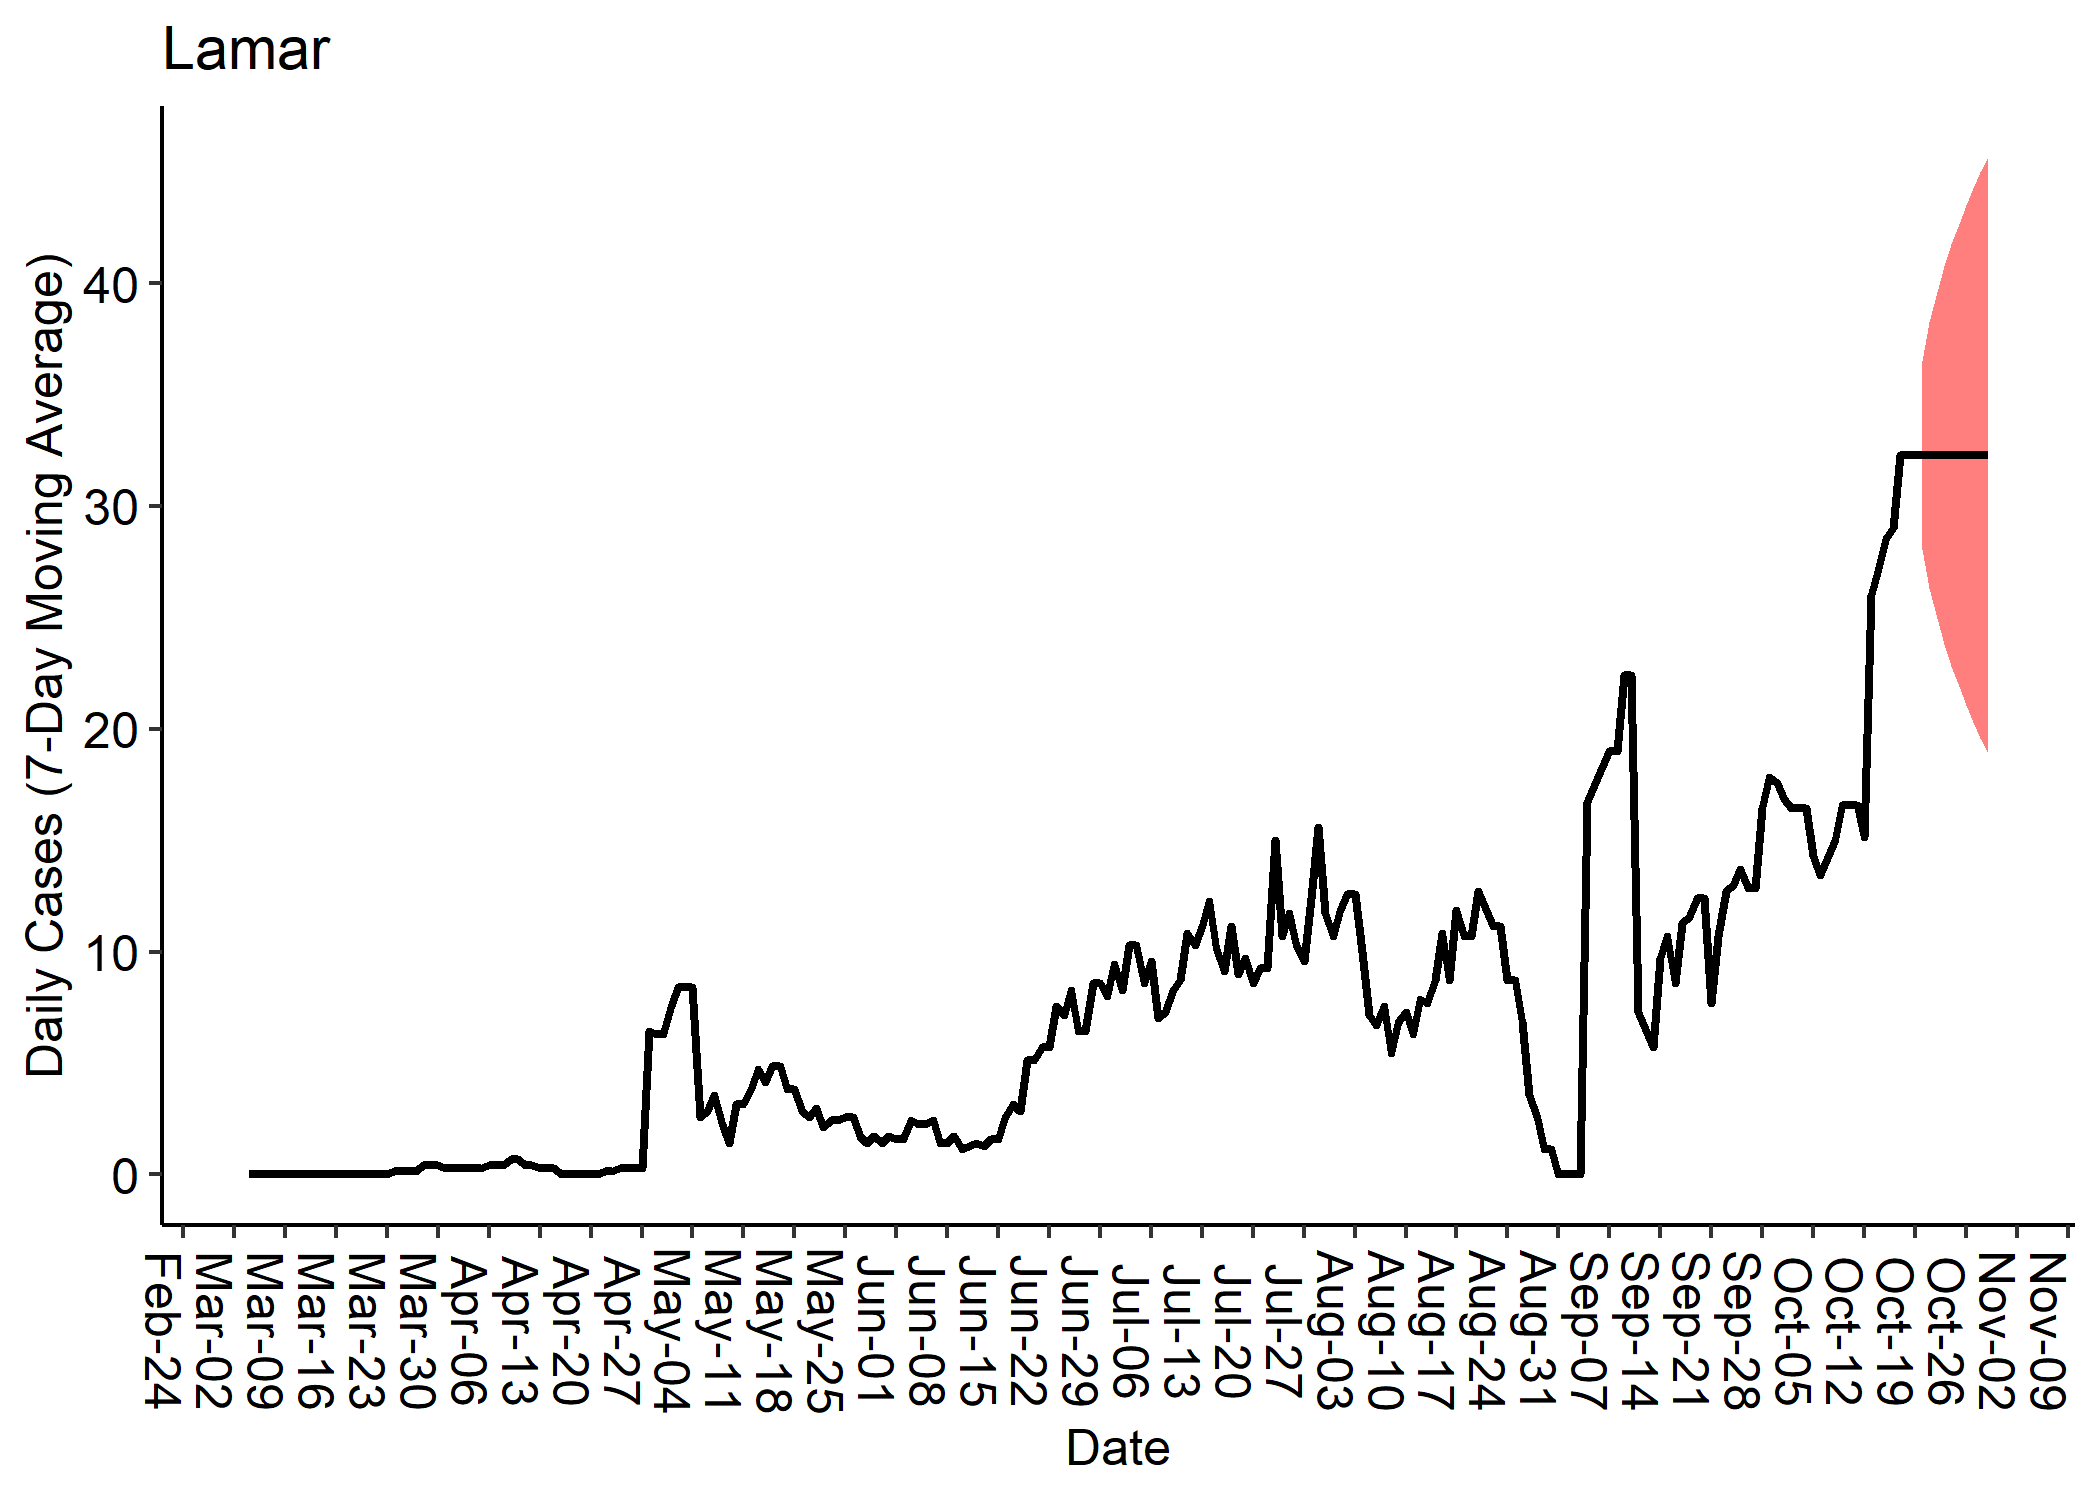 Lamar
Daily Cases (7-Day Moving Average)
40
30
20
10
0
Feb-24
Mar-02
Mar-09
Mar-16
Mar-23
Mar-30
Apr-06
Apr-13
Apr-20
Apr-27
May-04
May-11
May-18
May-25
Jun-01
Jun-08
Jun-15
Jun-22
Jun-29
Jul-06
Jul-13
Jul-20
Jul-27
Aug-03
Aug-10
Aug-17
Aug-24
Aug-31
Sep-07
Sep-14
Sep-21
Sep-28
Oct-05
Oct-12
Oct-19
Oct-26
Nov-02
Nov-09
Date